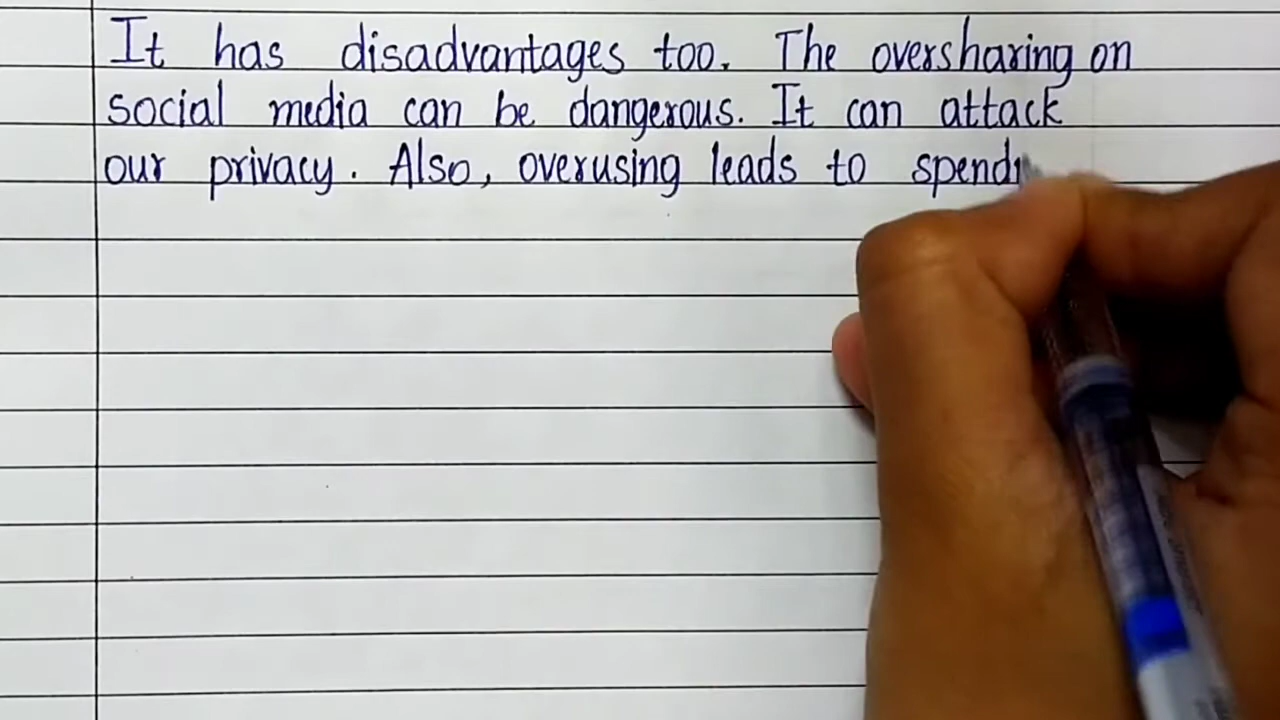 It has disadvantages too. The oversharing on
social media can be dangerous. It can attack
our privacy. Also, overusing leads to